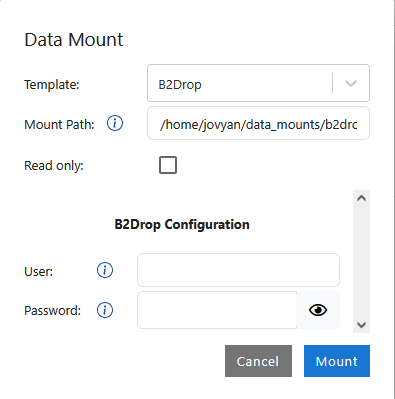 Data Mount
Template: B2Drop
Mount Path: /home/jovyan/data_mounts/b2drc
Read only:
B2Drop Configuration
User:
Password:
Cancel Mount